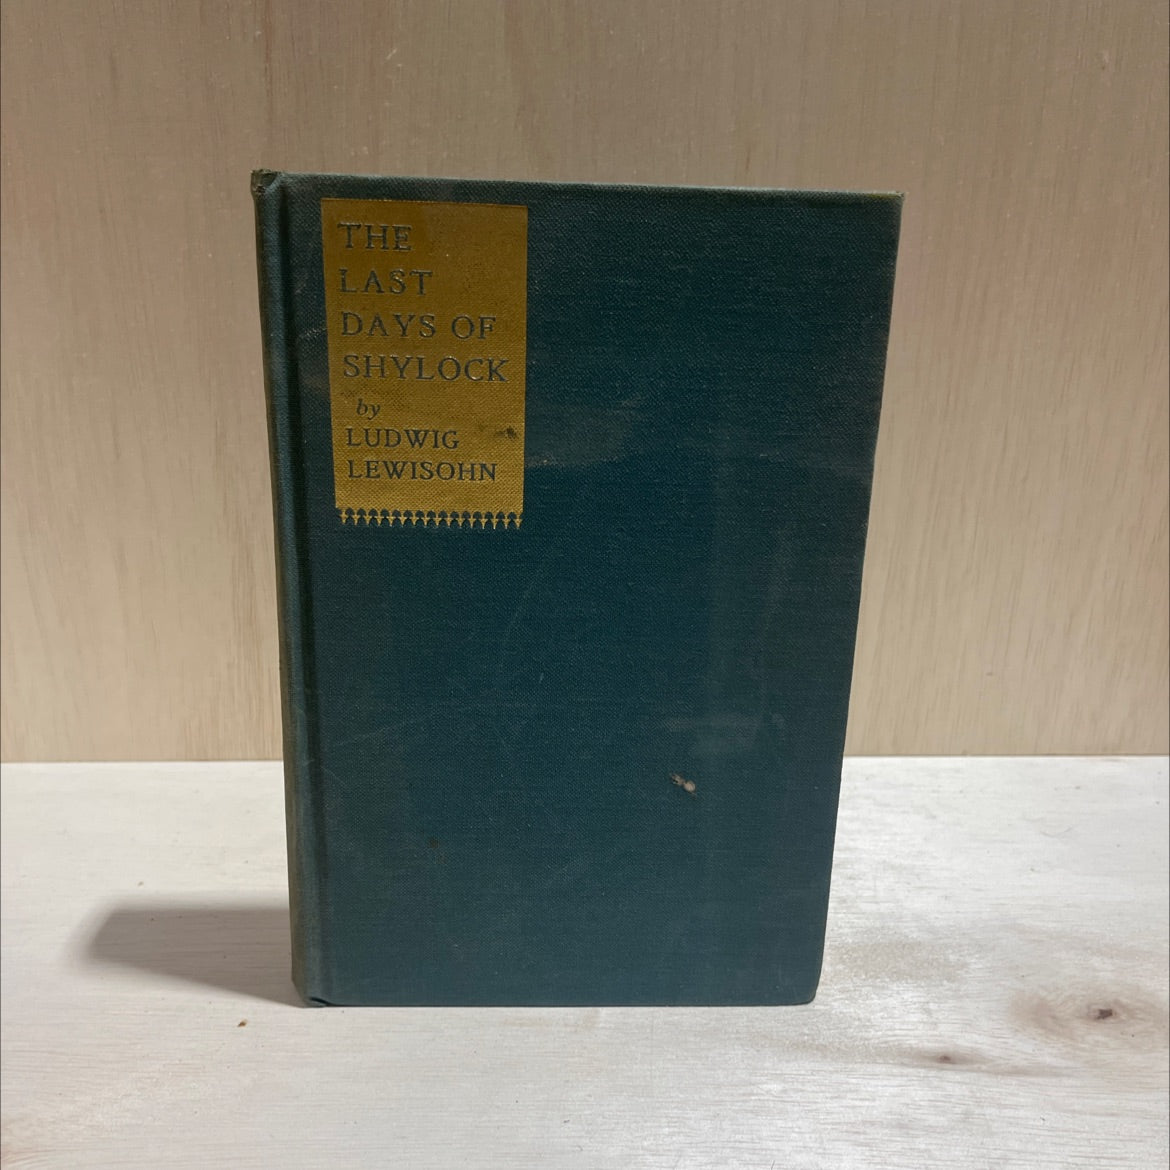 THE
LAST
DAYS OF
SHYLOCK
by
LUDWIG
LEWISOHN